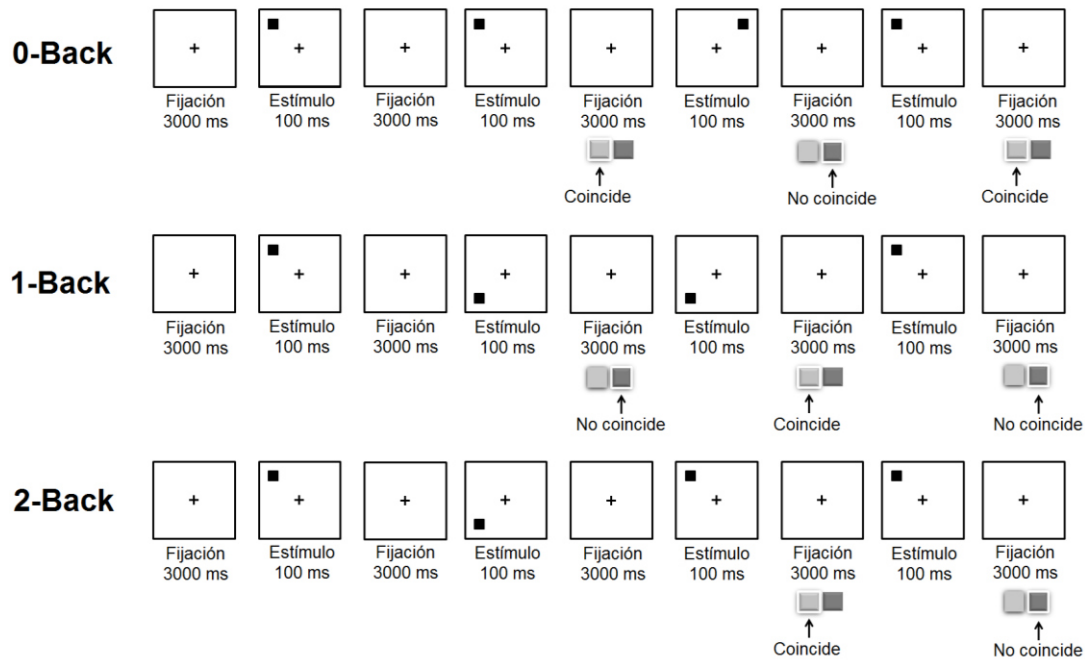 0-Back
Fijación Estímulo Fijación Estímulo Fijación Estímulo Fijación Estímulo Fijación
3000 ms 100 ms 3000 ms 100 ms 3000 ms 100 ms 3000 ms 100 ms 3000 ms
Coincide No coincide Coincide
1-Back
Fijación Estímulo Fijación Estímulo Fijación Estímulo Fijación Estímulo Fijación
3000 ms 100 ms 3000 ms 100 ms 3000 ms 100 ms 3000 ms 100 ms 3000 ms
No coincide Coincide No coincide
2-Back
Fijación Estímulo Fijación Estímulo Fijación Estímulo Fijación Estímulo Fijación
3000 ms 100 ms 3000 ms 100 ms 3000 ms 100 ms 3000 ms 100 ms 3000 ms
Coincide No coincide